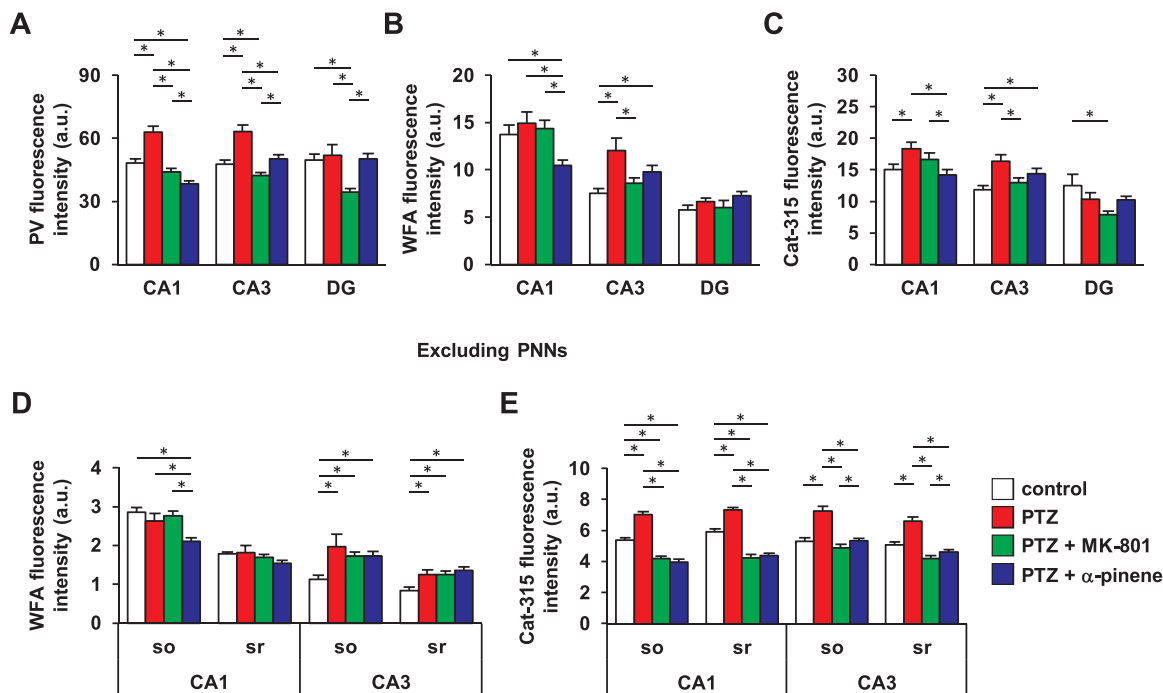 A
PV fluorescence
intensity (a.u.)
90
60
30
0
* *
*
* *
*
* *
*
* *
*
* *
* *
CA1 CA3 DG
B
WFA fluorescence
intensity (a.u.)
20
15
10
5
0
*
*
*
*
*
*
CA1 CA3 DG
C
Cat-315 fluorescence
intensity (a.u.)
30
25
20
15
10
5
0
*
* *
*
* *
*
CA1 CA3 DG
Excluding PNNs
D
WFA fluorescence
intensity (a.u.)
4
3
2
1
0
*
*
*
*
*
*
*
*
*
so sr so sr
CA1 CA3
E
Cat-315 fluorescence
intensity (a.u.)
10
8
6
4
2
0
*
*
* *
*
*
*
* *
*
*
*
* *
*
*
* *
so sr so sr
CA1 CA3
control
PTZ
PTZ + MK-801
PTZ + α-pinene